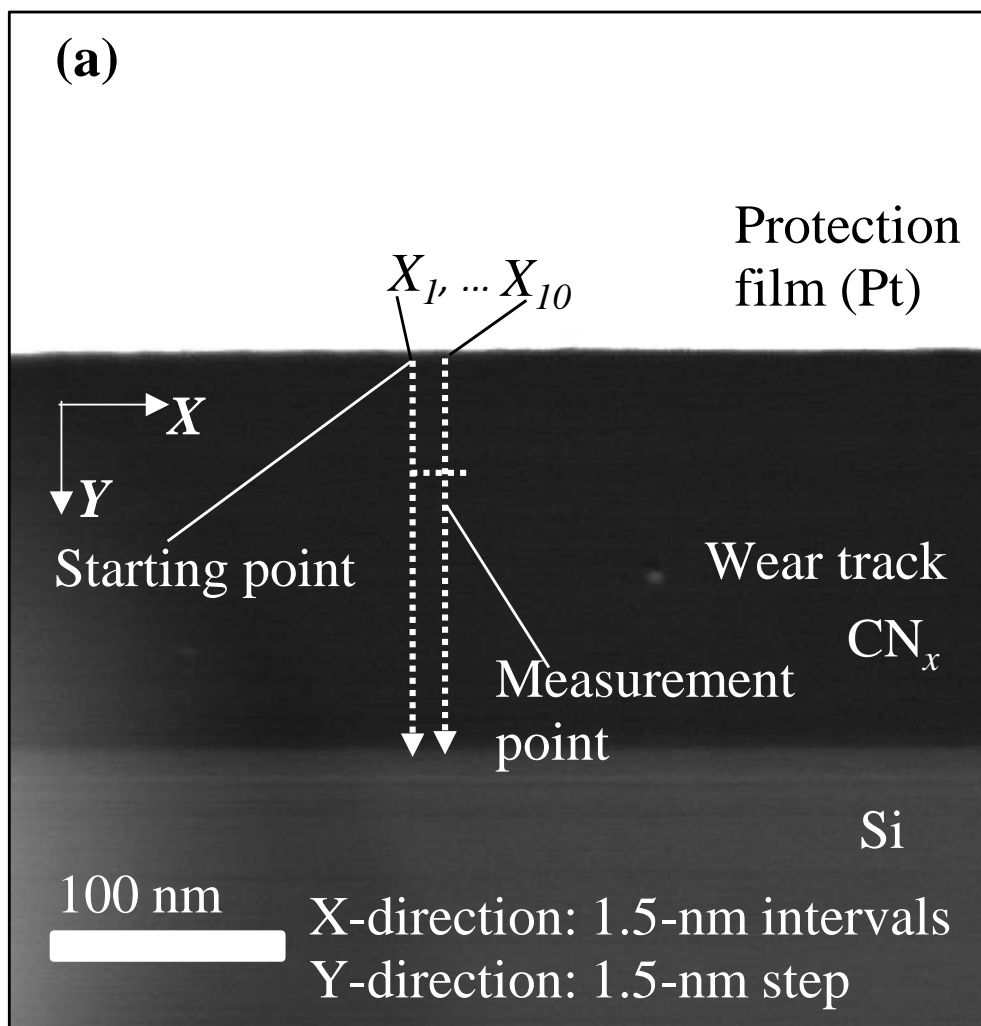 (a)
Protection
film (Pt)
X1, ... X10
X
Y
Starting point
Wear track
CNx
Measurement
point
Si
100 nm
X-direction: 1.5-nm intervals
Y-direction: 1.5-nm step